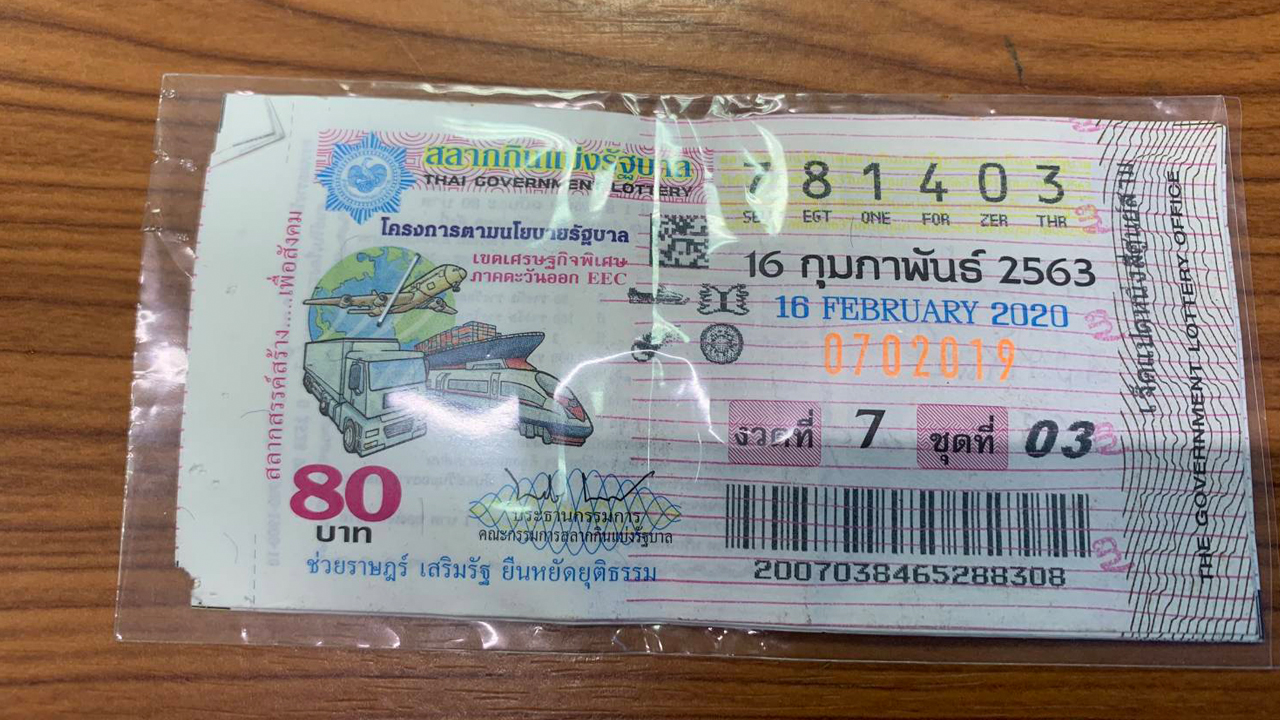 สลากกินแบ่งรัฐบาล
THAI GOVERNMENT LOTTERY
โครงการตามนโยบายรัฐบาล
เขตเศรษฐกิจพิเศษ
ภาคตะวันออก EEC
สลากสรรค์สร้าง.....เพื่อสังคม
80
บาท
ประธานกรรมการ
คณะกรรมการสลากกินแบ่งรัฐบาล
ช่วยราษฎร์ เสริมรัฐ ยืนหยัดยุติธรรม
7 8 1 4 0 3
EGT ONE FOR ZER THR
16 กุมภาพันธ์ 2563
16 FEBRUARY 2020
0702019
งวดที่ 7 ชุดที่ 03
2007038465288308
THE GOVERNMENT LOTTERY OFFICE